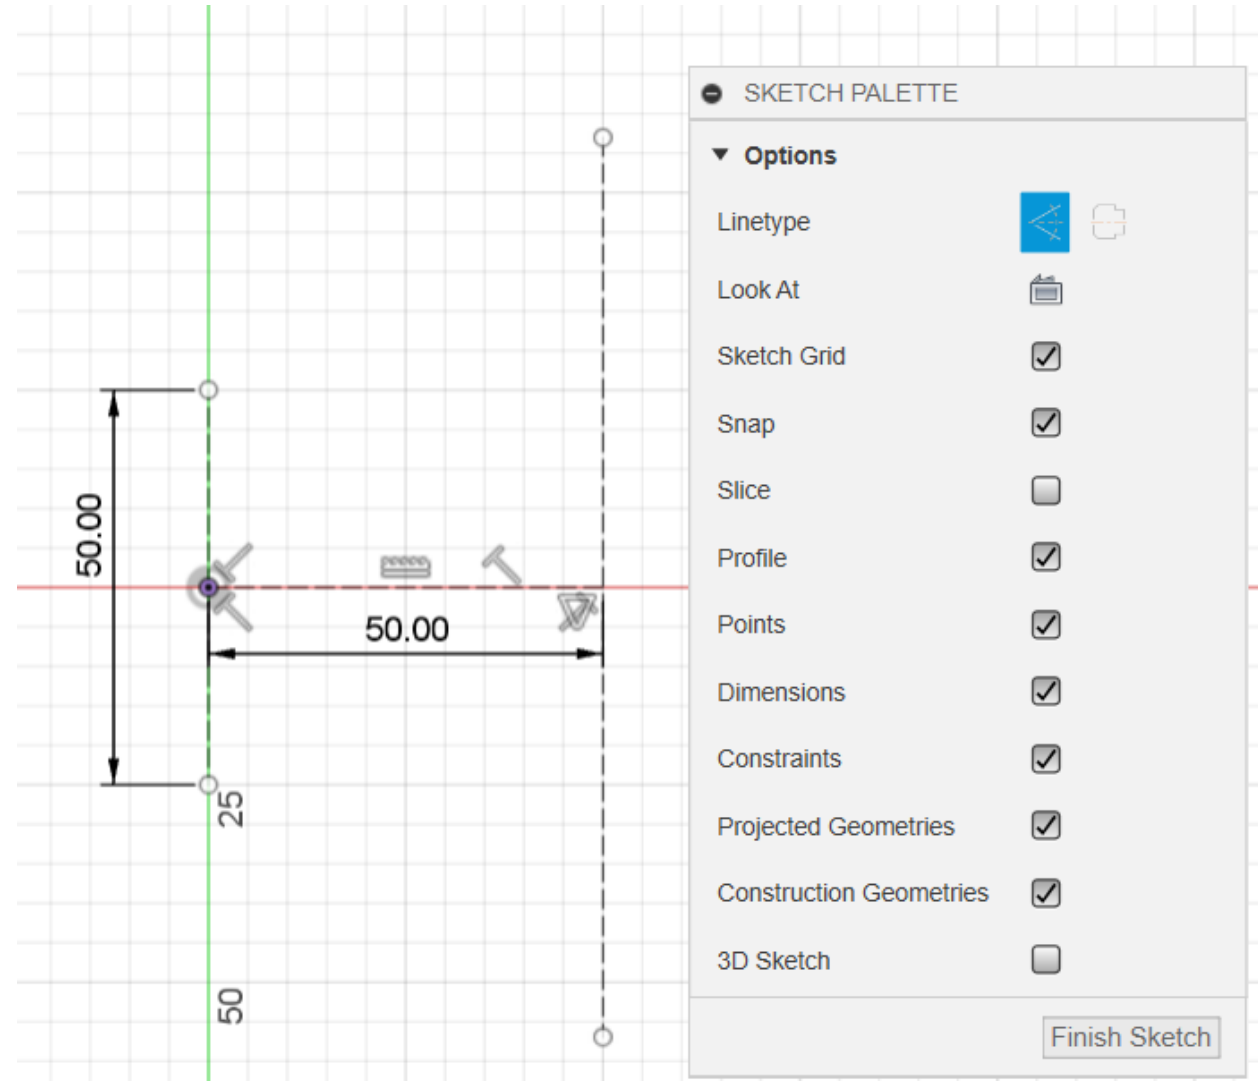 SKETCH PALETTE
Options
Linetype
Look At
Sketch Grid
Snap
Slice
Profile
Points
Dimensions
Constraints
Projected Geometries
Construction Geometries
3D Sketch
Finish Sketch
50.00
50.00
25
50